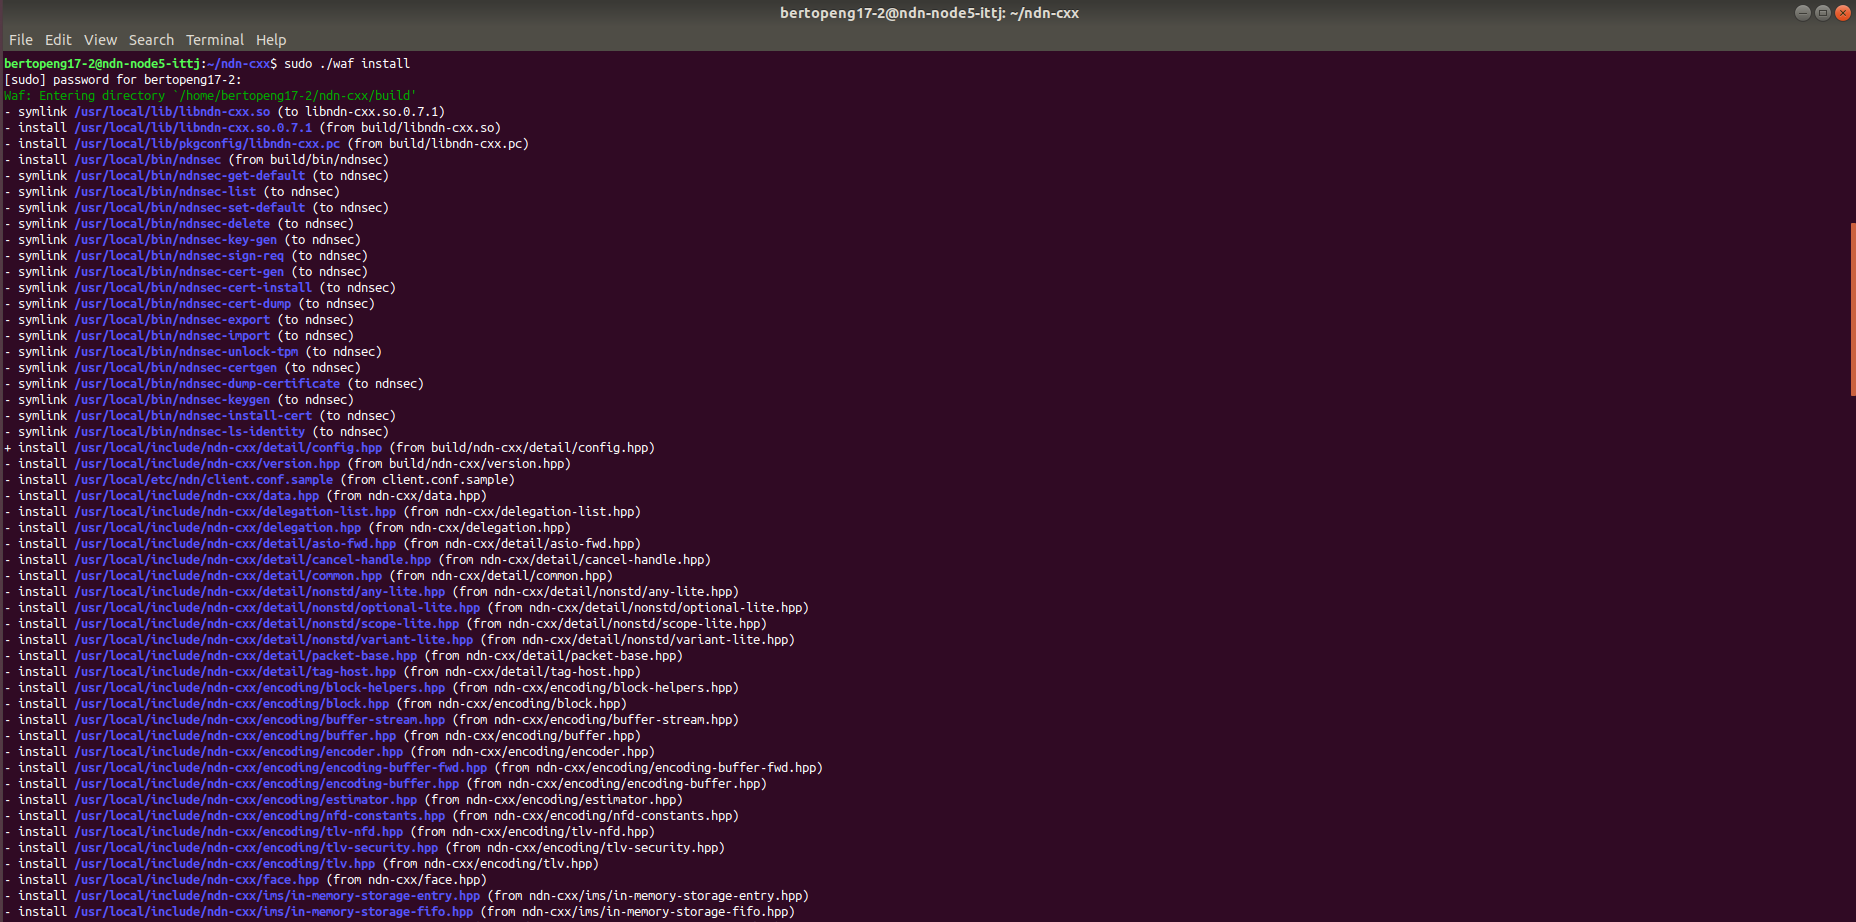 bertopeng17-2@ndn-node5-ittj: ~/ndn-cxx
File Edit View Search Terminal Help
bertopeng17-2@ndn-node5-ittj:~/ndn-cxx$ sudo ./waf install
[sudo] password for bertopeng17-2:
Waf: Entering directory `/home/bertopeng17-2/ndn-cxx/build'
- symlink /usr/local/lib/libndn-cxx.so (to libndn-cxx.so.0.7.1)
- install /usr/local/lib/libndn-cxx.so.0.7.1 (from build/libndn-cxx.so)
- install /usr/local/lib/pkgconfig/libndn-cxx.pc (from build/libndn-cxx.pc)
- install /usr/local/bin/ndnsec (from build/bin/ndnsec)
- symlink /usr/local/bin/ndnsec-get-default (to ndnsec)
- symlink /usr/local/bin/ndnsec-list (to ndnsec)
- symlink /usr/local/bin/ndnsec-set-default (to ndnsec)
- symlink /usr/local/bin/ndnsec-delete (to ndnsec)
- symlink /usr/local/bin/ndnsec-key-gen (to ndnsec)
- symlink /usr/local/bin/ndnsec-sign-req (to ndnsec)
- symlink /usr/local/bin/ndnsec-cert-gen (to ndnsec)
- symlink /usr/local/bin/ndnsec-cert-install (to ndnsec)
- symlink /usr/local/bin/ndnsec-cert-dump (to ndnsec)
- symlink /usr/local/bin/ndnsec-export (to ndnsec)
- symlink /usr/local/bin/ndnsec-import (to ndnsec)
- symlink /usr/local/bin/ndnsec-unlock-tpm (to ndnsec)
- symlink /usr/local/bin/ndnsec-certgen (to ndnsec)
- symlink /usr/local/bin/ndnsec-dump-certificate (to ndnsec)
- symlink /usr/local/bin/ndnsec-keygen (to ndnsec)
- symlink /usr/local/bin/ndnsec-install-cert (to ndnsec)
- symlink /usr/local/bin/ndnsec-ls-identity (to ndnsec)
+ install /usr/local/include/ndn-cxx/detail/config.hpp (from build/ndn-cxx/detail/config.hpp)
- install /usr/local/include/ndn-cxx/version.hpp (from build/ndn-cxx/version.hpp)
- install /usr/local/etc/ndn/client.conf.sample (from client.conf.sample)
- install /usr/local/include/ndn-cxx/data.hpp (from ndn-cxx/data.hpp)
- install /usr/local/include/ndn-cxx/delegation-list.hpp (from ndn-cxx/delegation-list.hpp)
- install /usr/local/include/ndn-cxx/delegation.hpp (from ndn-cxx/delegation.hpp)
- install /usr/local/include/ndn-cxx/detail/asio-fwd.hpp (from ndn-cxx/detail/asio-fwd.hpp)
- install /usr/local/include/ndn-cxx/detail/cancel-handle.hpp (from ndn-cxx/detail/cancel-handle.hpp)
- install /usr/local/include/ndn-cxx/detail/common.hpp (from ndn-cxx/detail/common.hpp)
- install /usr/local/include/ndn-cxx/detail/nonstd/any-lite.hpp (from ndn-cxx/detail/nonstd/any-lite.hpp)
- install /usr/local/include/ndn-cxx/detail/nonstd/optional-lite.hpp (from ndn-cxx/detail/nonstd/optional-lite.hpp)
- install /usr/local/include/ndn-cxx/detail/nonstd/scope-lite.hpp (from ndn-cxx/detail/nonstd/scope-lite.hpp)
- install /usr/local/include/ndn-cxx/detail/nonstd/variant-lite.hpp (from ndn-cxx/detail/nonstd/variant-lite.hpp)
- install /usr/local/include/ndn-cxx/detail/packet-base.hpp (from ndn-cxx/detail/packet-base.hpp)
- install /usr/local/include/ndn-cxx/detail/tag-host.hpp (from ndn-cxx/detail/tag-host.hpp)
- install /usr/local/include/ndn-cxx/encoding/block-helpers.hpp (from ndn-cxx/encoding/block-helpers.hpp)
- install /usr/local/include/ndn-cxx/encoding/block.hpp (from ndn-cxx/encoding/block.hpp)
- install /usr/local/include/ndn-cxx/encoding/buffer-stream.hpp (from ndn-cxx/encoding/buffer-stream.hpp)
- install /usr/local/include/ndn-cxx/encoding/buffer.hpp (from ndn-cxx/encoding/buffer.hpp)
- install /usr/local/include/ndn-cxx/encoding/encoder.hpp (from ndn-cxx/encoding/encoder.hpp)
- install /usr/local/include/ndn-cxx/encoding/encoding-buffer-fwd.hpp (from ndn-cxx/encoding/encoding-buffer-fwd.hpp)
- install /usr/local/include/ndn-cxx/encoding/encoding-buffer.hpp (from ndn-cxx/encoding/encoding-buffer.hpp)
- install /usr/local/include/ndn-cxx/encoding/estimator.hpp (from ndn-cxx/encoding/estimator.hpp)
- install /usr/local/include/ndn-cxx/encoding/nfd-constants.hpp (from ndn-cxx/encoding/nfd-constants.hpp)
- install /usr/local/include/ndn-cxx/encoding/tlv-nfd.hpp (from ndn-cxx/encoding/tlv-nfd.hpp)
- install /usr/local/include/ndn-cxx/encoding/tlv-security.hpp (from ndn-cxx/encoding/tlv-security.hpp)
- install /usr/local/include/ndn-cxx/encoding/tlv.hpp (from ndn-cxx/encoding/tlv.hpp)
- install /usr/local/include/ndn-cxx/face.hpp (from ndn-cxx/face.hpp)
- install /usr/local/include/ndn-cxx/ims/in-memory-storage-entry.hpp (from ndn-cxx/ims/in-memory-storage-entry.hpp)
- install /usr/local/include/ndn-cxx/ims/in-memory-storage-fifo.hpp (from ndn-cxx/ims/in-memory-storage-fifo.hpp)